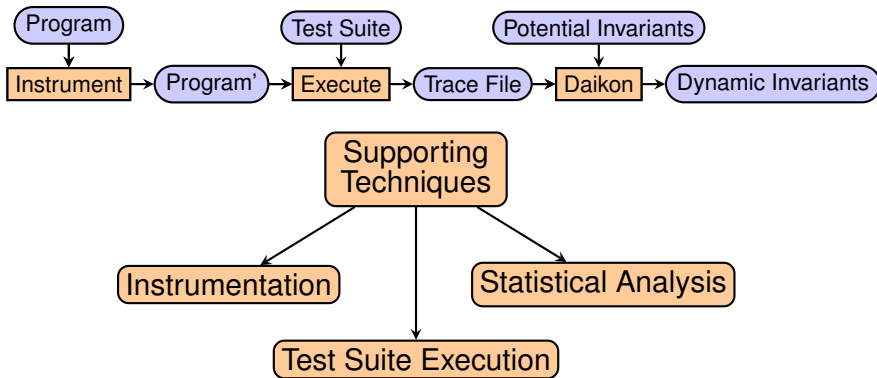 Program
Test Suite
Potential Invariants
Instrument
Program'
Execute
Trace File
Daikon
Dynamic Invariants
Supporting
Techniques
Instrumentation
Statistical Analysis
Test Suite Execution